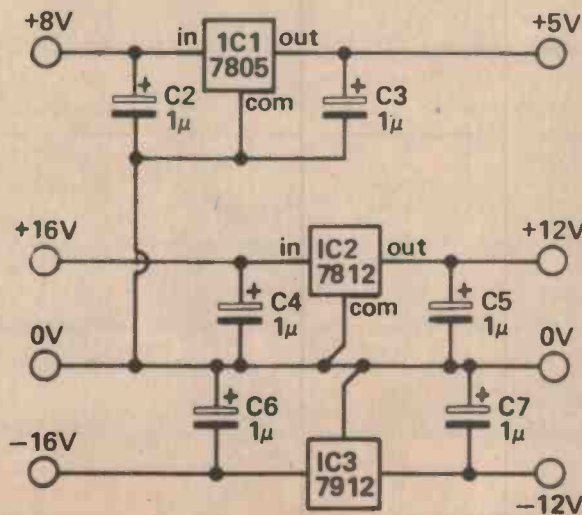 +8V
in
1C1
7805
out
+5V
+
C2
1μ
com
+
C3
1μ
+16V
in
IC2
7812
out
+12V
+
C4
1μ
com
+
C5
1μ
0V
0V
+
C6
1μ
+
C7
1μ
−16V
IC3
7912
−12V